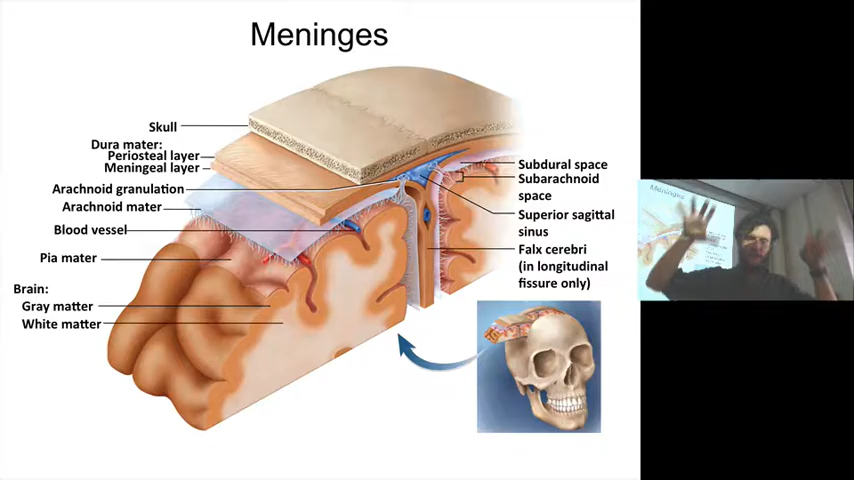 Meninges
Skull
Dura mater:
Periosteal layer
Meningeal layer
Arachnoid granulation
Arachnoid mater
Blood vessel
Pia mater
Brain:
Gray matter
White matter
Subdural space
Subarachnoid
space
Superior sagittal
sinus
Falx cerebri
(in longitudinal
fissure only)
Meninges